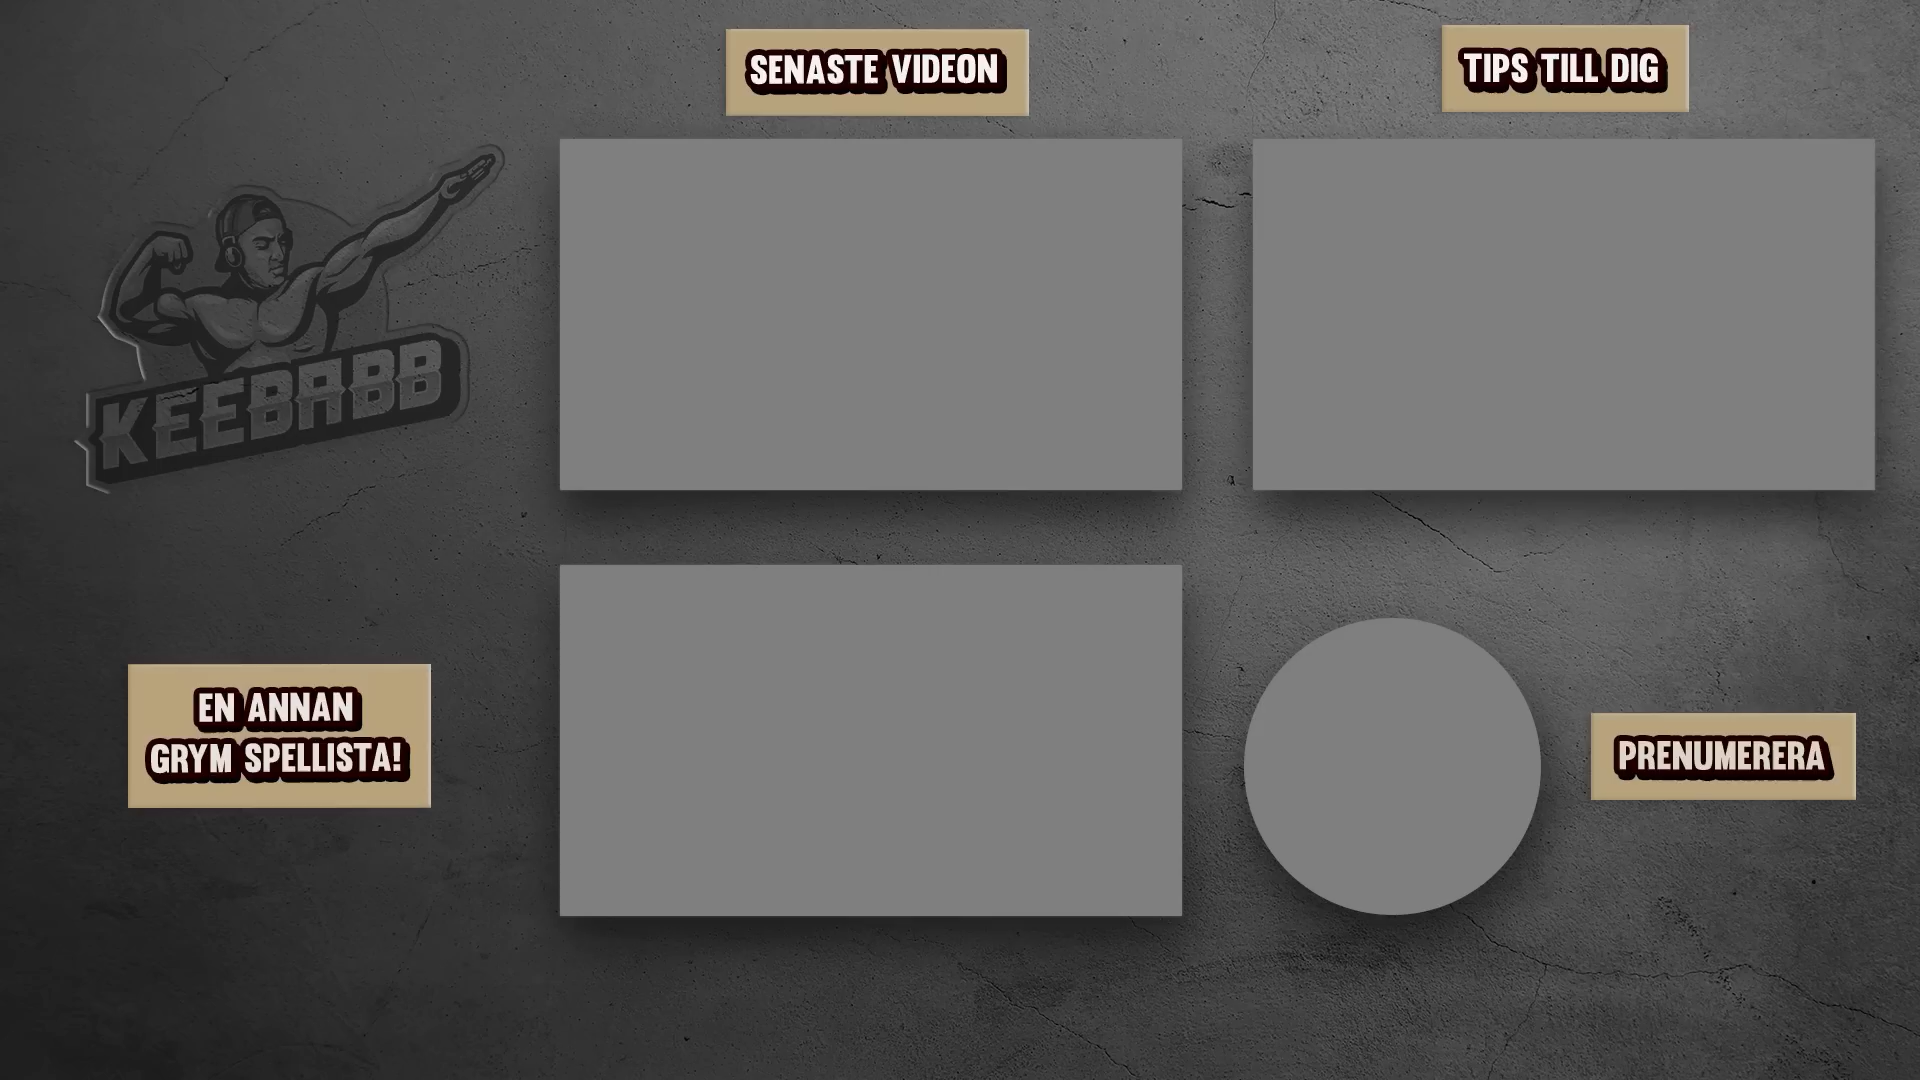 SENASTE VIDEON
TIPS TILL DIG
KEEBABB
EN ANNAN
GRYM SPELLISTA!
PRENUMERERA